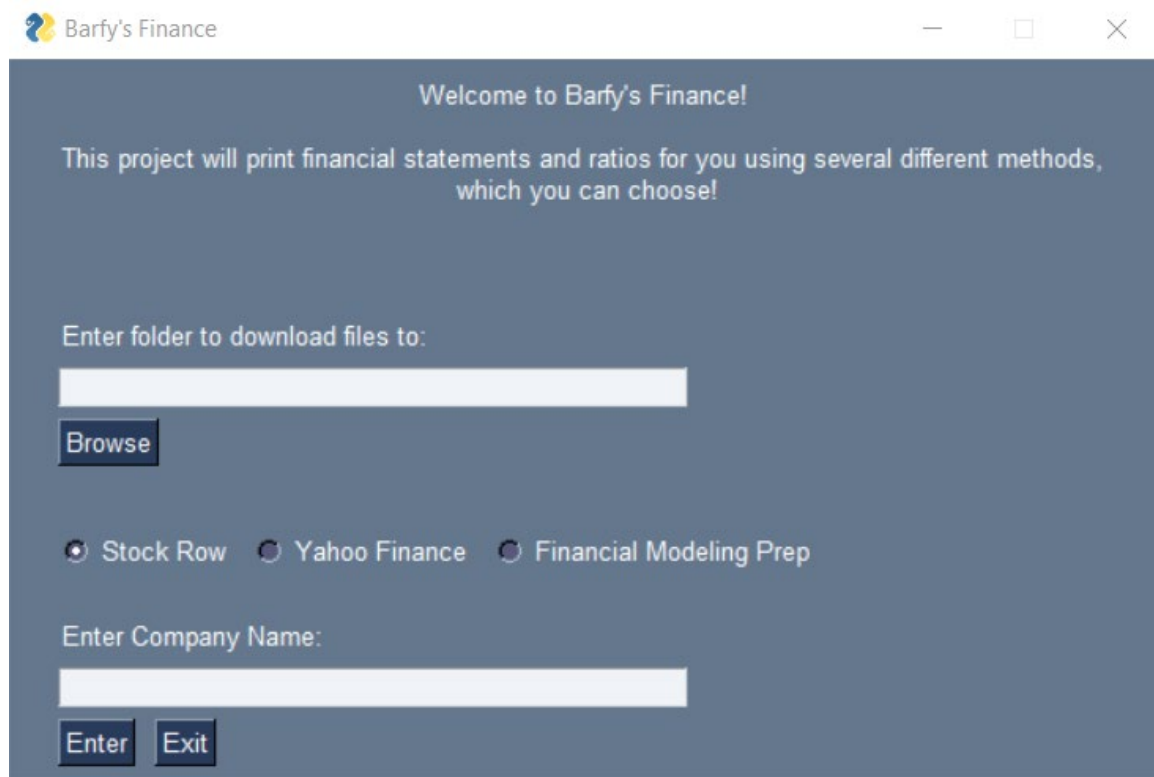 Barfy's Finance
Welcome to Barfy's Finance!
This project will print financial statements and ratios for you using several different methods,
which you can choose!
Enter folder to download files to:
Browse
Stock Row Yahoo Finance Financial Modeling Prep
Enter Company Name:
Enter Exit